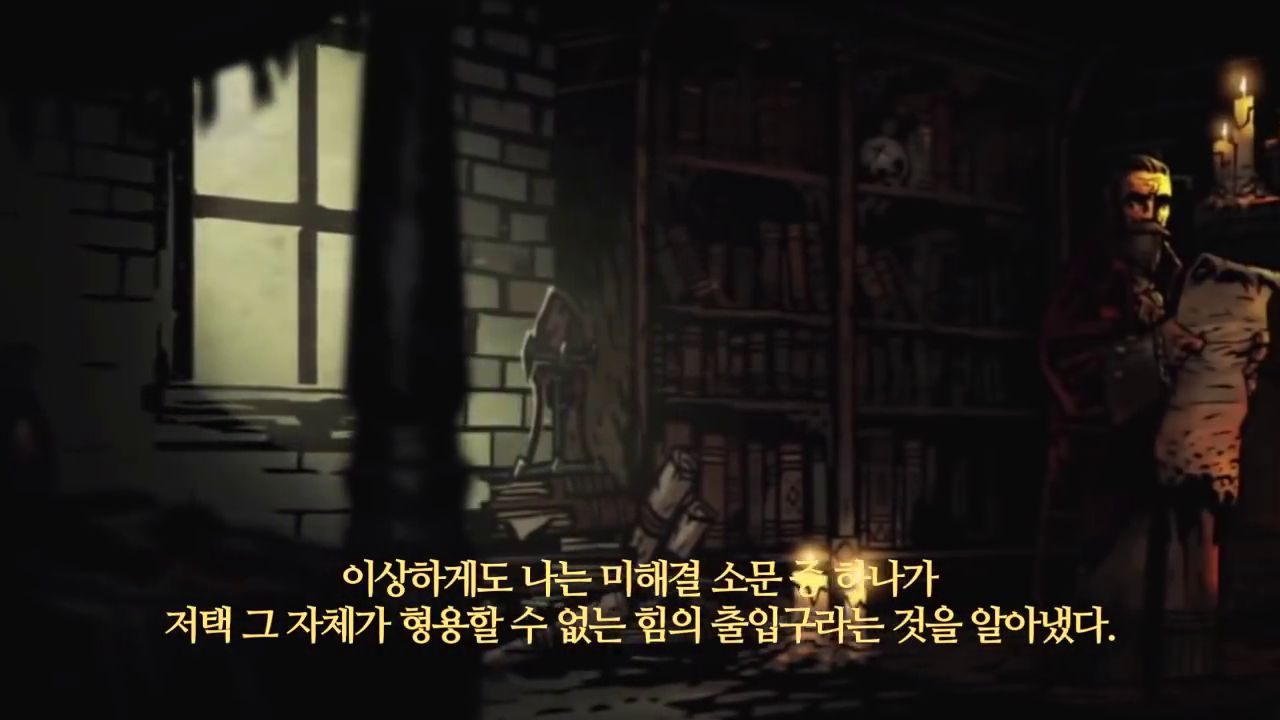 이상하게도 나는 미해결 소문 중 하나가
저택 그 자체가 형용할 수 없는 힘의 출입구라는 것을 알아냈다.